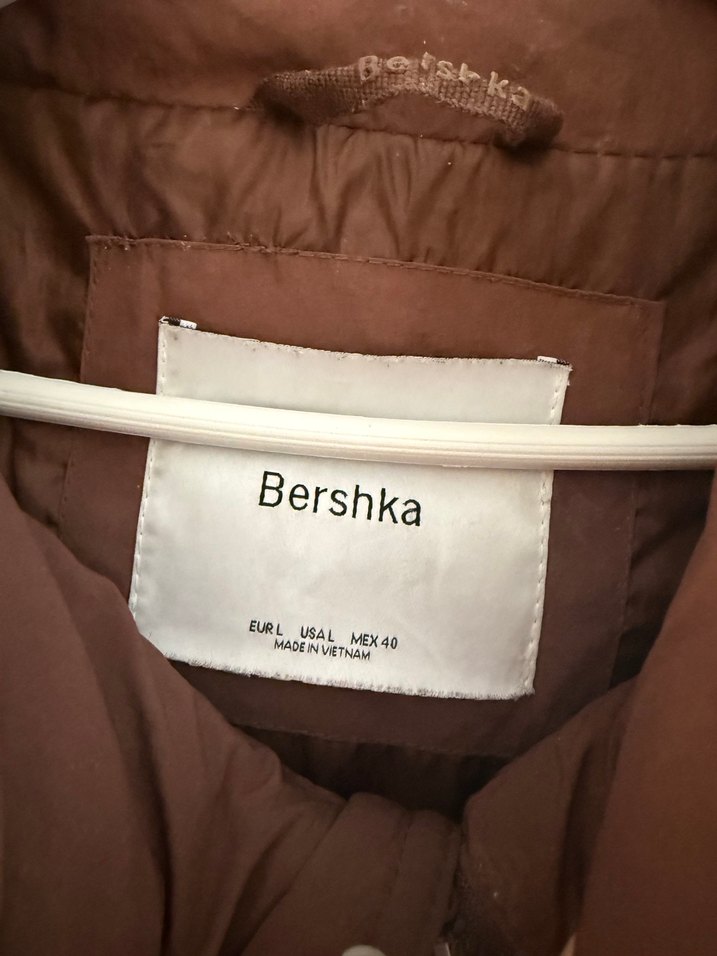 Bershka
Bershka
EUR L USA L MEX 40
MADE IN VIETNAM